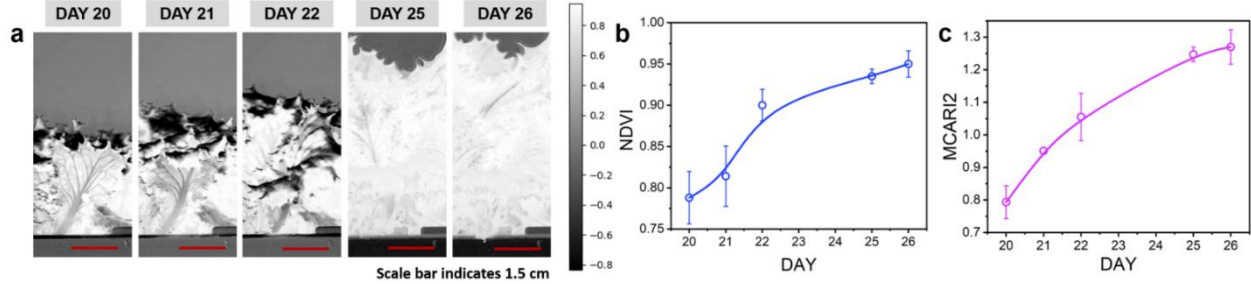 a
DAY 20 DAY 21 DAY 22 DAY 25 DAY 26
0.8
0.6
0.4
0.2
0.0
−0.2
−0.4
−0.6
−0.8
Scale bar indicates 1.5 cm
b
NDVI
1.00
0.95
0.90
0.85
0.80
0.75
20 21 22 23 24 25 26
DAY
c
MCARI2
1.3
1.2
1.1
1.0
0.9
0.8
0.7
20 21 22 23 24 25 26
DAY